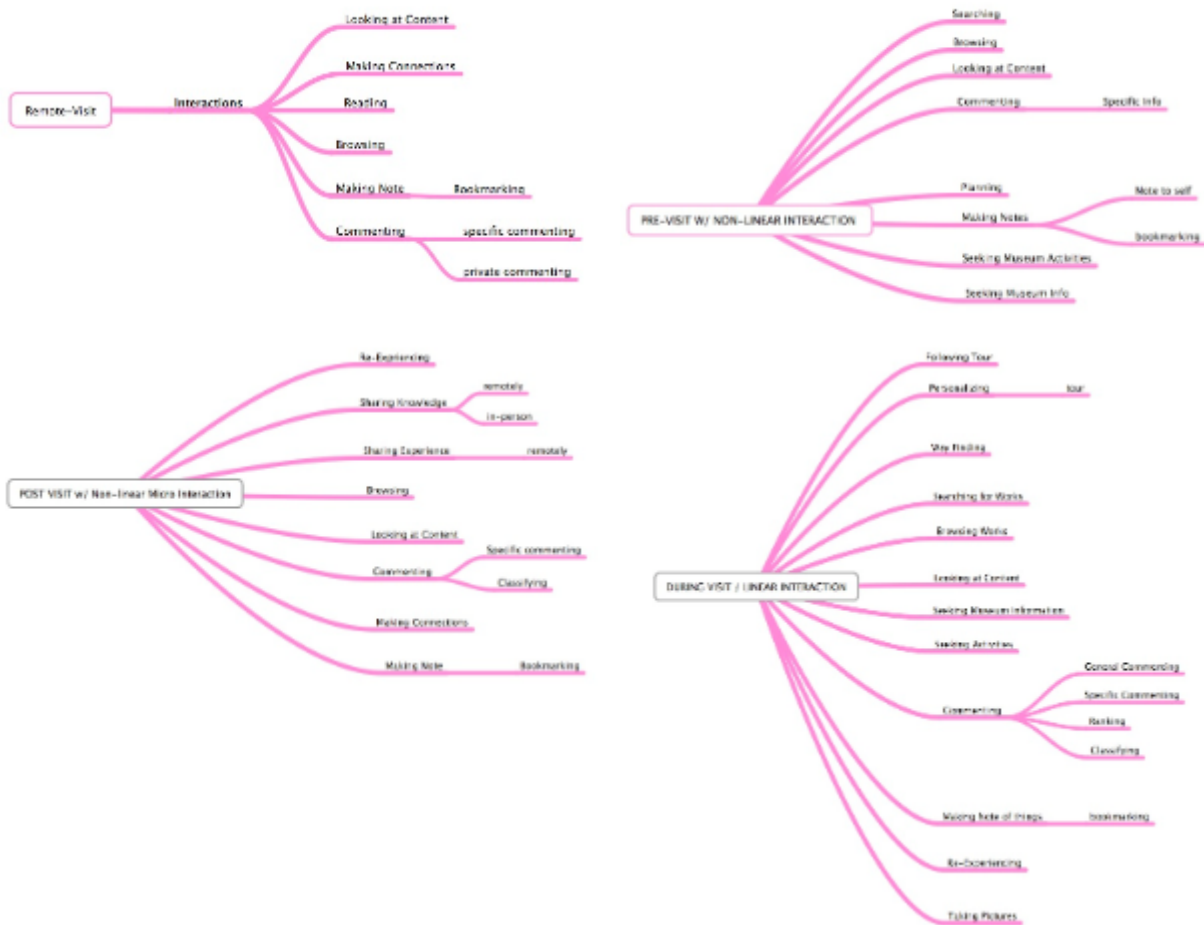 Remote-Visit
Interactions
Looking at Content
Making Connections
Reading
Browsing
Making Note
Bookmarking
Commenting
specific commenting
private commenting
PRE-VISIT W/ NON-LINEAR INTERACTION
Searching
Browsing
Looking at Content
Commenting
Specific Info
Planning
Making Notes
Note to self
bookmarking
Seeking Museum Activities
Seeking Museum Info
POST VISIT w/ Non-linear Micro Interaction
Re-Expriencing
Sharing Knowledge
remotely
in-person
Sharing Experience
remotely
Browsing
Looking at Content
Commenting
Specific commenting
Classifying
Making Connections
Making Note
Bookmarking
DURING VISIT / LINEAR INTERACTION
Following Tour
Personalizing
tour
Way Finding
Searching for Works
Browsing Works
Looking at Content
Seeking Museum Information
Seeking Activities
Commenting
General Commenting
Specific Commenting
Ranking
Classifying
Making Note of things
bookmarking
Re-Experiencing
Taking Pictures